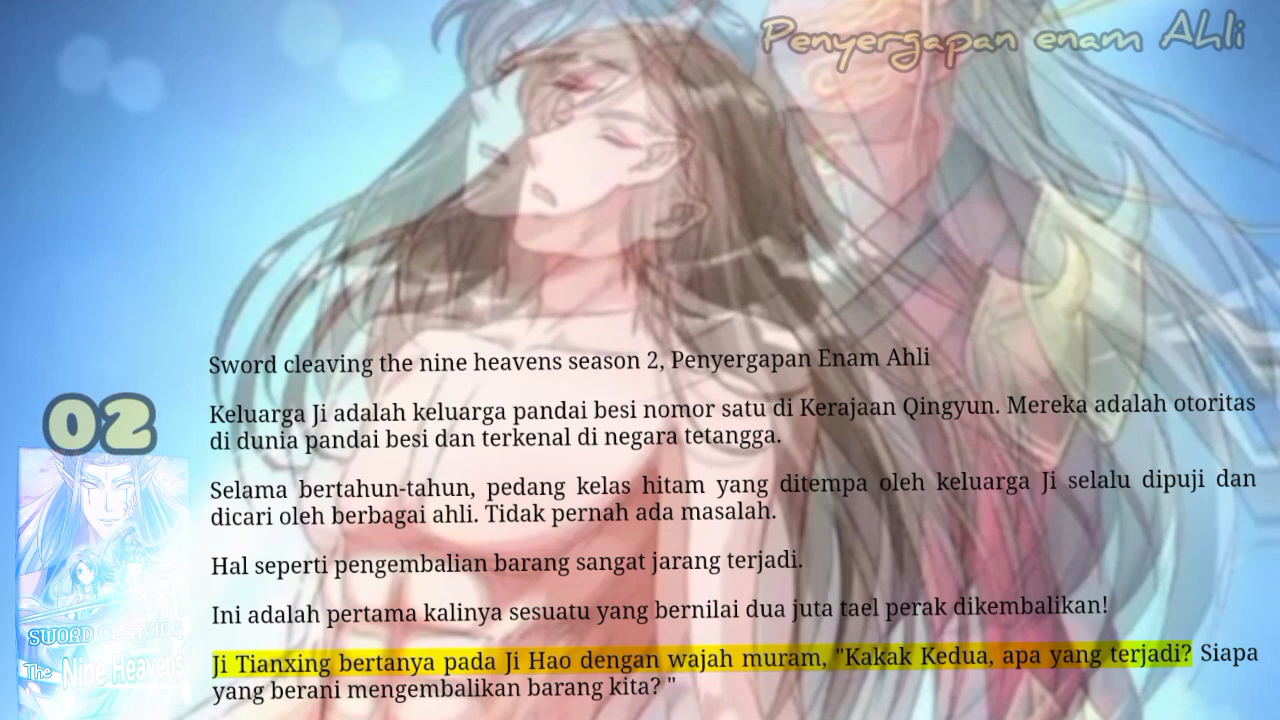 Penyergapan enam Ahli
Sword cleaving the nine heavens season 2, Penyergapan Enam Ahli
Keluarga Ji adalah keluarga pandai besi nomor satu di Kerajaan Qingyun. Mereka adalah otoritas
di dunia pandai besi dan terkenal di negara tetangga.
Selama bertahun-tahun, pedang kelas hitam yang ditempa oleh keluarga Ji selalu dipuji dan
dicari oleh berbagai ahli. Tidak pernah ada masalah.
Hal seperti pengembalian barang sangat jarang terjadi.
Ini adalah pertama kalinya sesuatu yang bernilai dua juta tael perak dikembalikan!
Ji Tianxing bertanya pada Ji Hao dengan wajah muram, "Kakak Kedua, apa yang terjadi? Siapa
yang berani mengembalikan barang kita? "
02
SWORD CLEAVING
The Nine Heavens